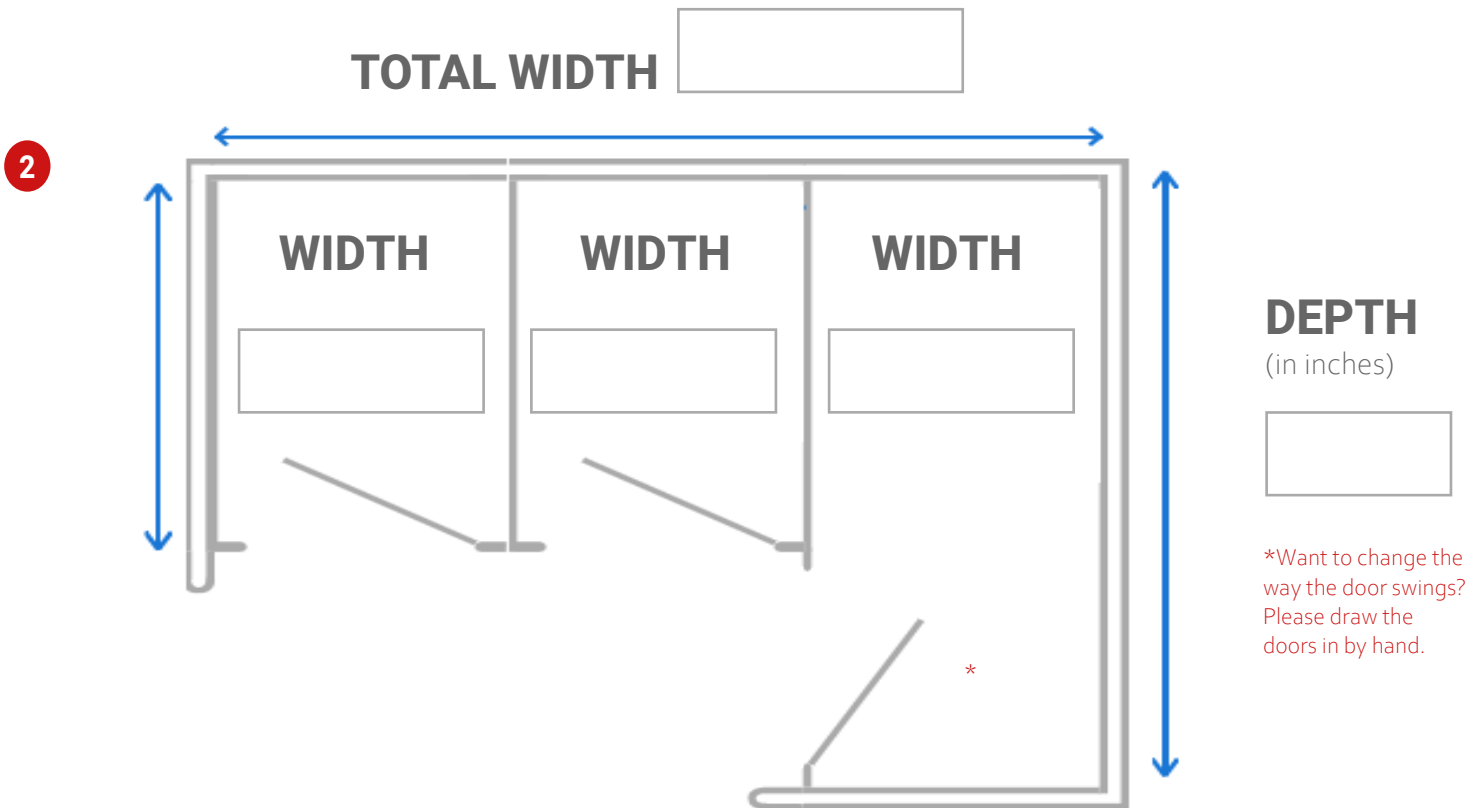 TOTAL WIDTH
2
WIDTH WIDTH WIDTH
DEPTH
(in inches)
*Want to change the
way the door swings?
Please draw the
doors in by hand.
*